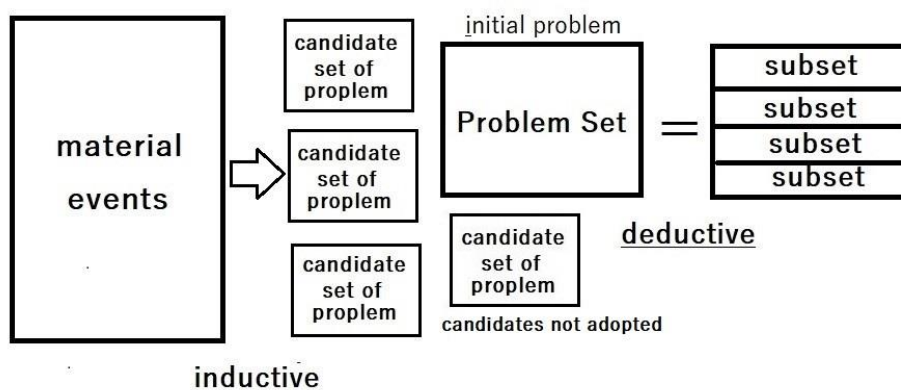 material
events
candidate
set of
proplem
candidate
set of
proplem
candidate
set of
proplem
initial problem
Problem Set
=
subset
subset
subset
subset
candidate
set of
proplem
candidates not adopted
deductive
inductive